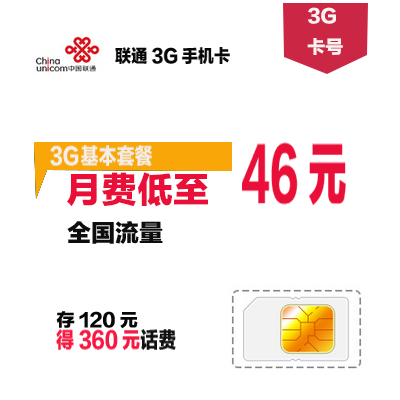 China
unicom中国联通
联通 3G 手机卡
3G
卡号
3G基本套餐
月费低至 46 元
全国流量
存 120 元
得 360 元话费